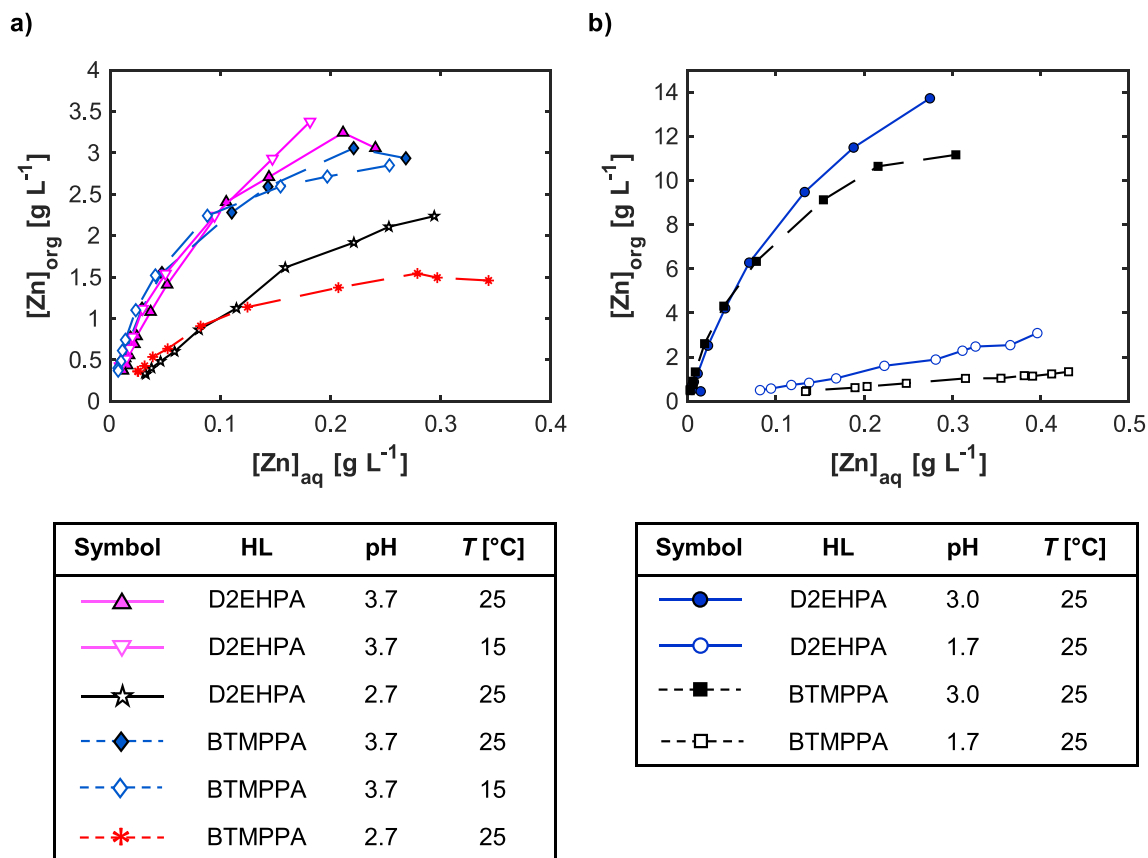 a)
4
3.5
3
2.5
2
1.5
1
0.5
0
0 0.1 0.2 0.3 0.4
[Zn]org [g L-1]
[Zn]aq [g L-1]
b)
14
12
10
8
6
4
2
0
0 0.1 0.2 0.3 0.4 0.5
[Zn]org [g L-1]
[Zn]aq [g L-1]
Symbol HL pH T [°C]
D2EHPA 3.7 25
D2EHPA 3.7 15
D2EHPA 2.7 25
BTMPPA 3.7 25
BTMPPA 3.7 15
BTMPPA 2.7 25
Symbol HL pH T [°C]
D2EHPA 3.0 25
D2EHPA 1.7 25
BTMPPA 3.0 25
BTMPPA 1.7 25